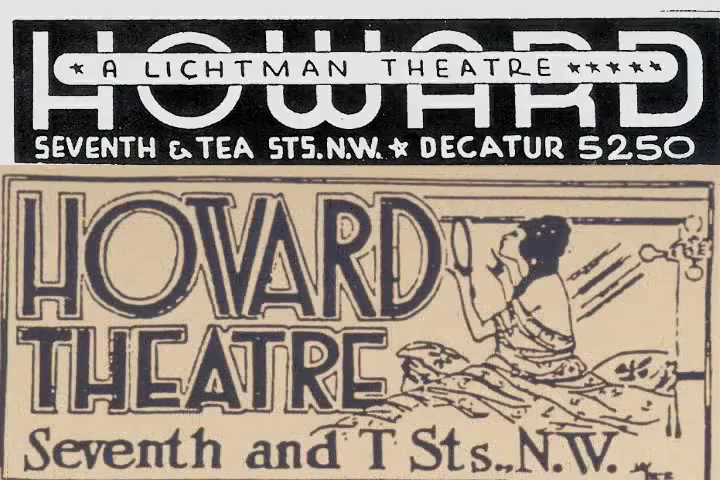 HOWARD
★ A LICHTMAN THEATRE ★★★★★
SEVENTH & TEA STS. N.W. ★ DECATUR 5250
HOWARD
THEATRE
Seventh and T Sts., N.W.